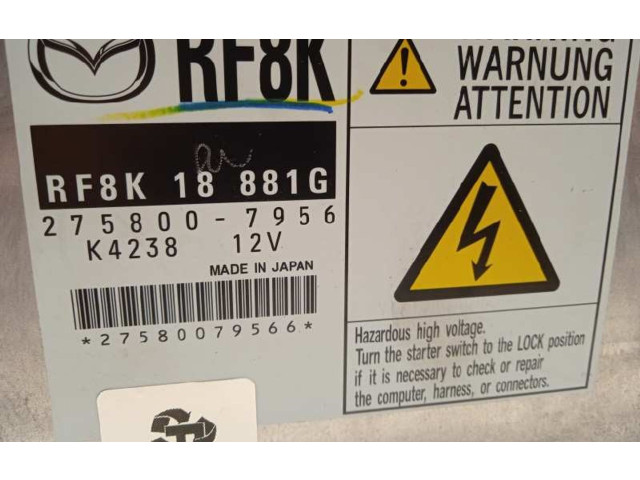 RF8K
WARNING
WARNUNG
ATTENTION
RF8K 18 881G
275800-7956
K4238 12V
MADE IN JAPAN
*27580079566*
Hazardous high voltage.
Turn the starter switch to the LOCK position
if it is necessary to check or repair
the computer, harness, or connectors.